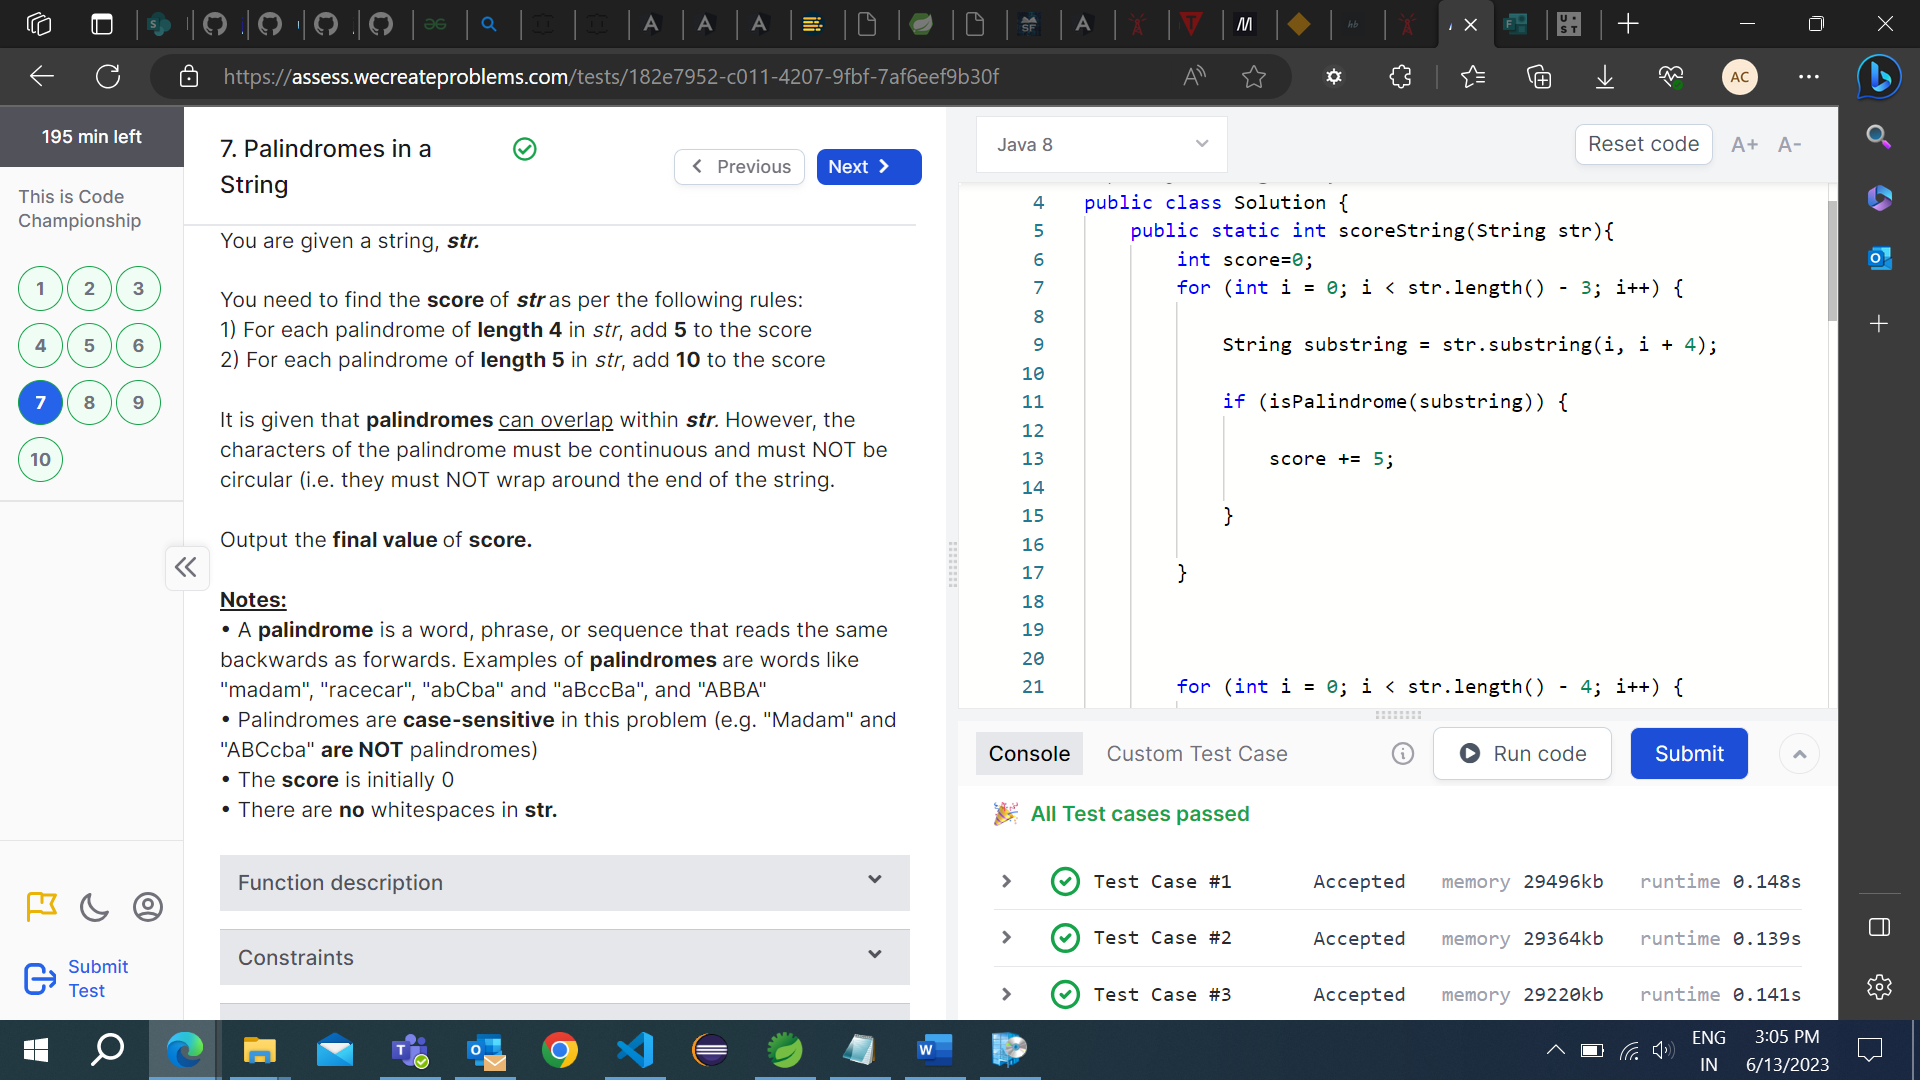 https://assess.wecreateproblems.com/tests/182e7952-c011-4207-9fbf-7af6eef9b30f
AC
195 min left
This is Code
Championship
1 2 3
4 5 6
7 8 9
10
Submit
Test
7. Palindromes in a
String
Previous
Next
You are given a string, str.
You need to find the score of str as per the following rules:
1) For each palindrome of length 4 in str, add 5 to the score
2) For each palindrome of length 5 in str, add 10 to the score
It is given that palindromes can overlap within str. However, the
characters of the palindrome must be continuous and must NOT be
circular (i.e. they must NOT wrap around the end of the string.
Output the final value of score.
Notes:
• A palindrome is a word, phrase, or sequence that reads the same
backwards as forwards. Examples of palindromes are words like
"madam", "racecar", "abCba" and "aBccBa", and "ABBA"
• Palindromes are case-sensitive in this problem (e.g. "Madam" and
"ABCcba" are NOT palindromes)
• The score is initially 0
• There are no whitespaces in str.
Function description
Constraints
Java 8
Reset code
A+ A-
4 public class Solution {
5 public static int scoreString(String str){
6 int score=0;
7 for (int i = 0; i < str.length() - 3; i++) {
8
9 String substring = str.substring(i, i + 4);
10
11 if (isPalindrome(substring)) {
12
13 score += 5;
14
15 }
16
17 }
18
19
20
21 for (int i = 0; i < str.length() - 4; i++) {
Console
Custom Test Case
Run code
Submit
All Test cases passed
Test Case #1 Accepted memory 29496kb runtime 0.148s
Test Case #2 Accepted memory 29364kb runtime 0.139s
Test Case #3 Accepted memory 29220kb runtime 0.141s
ENG
IN
3:05 PM
6/13/2023